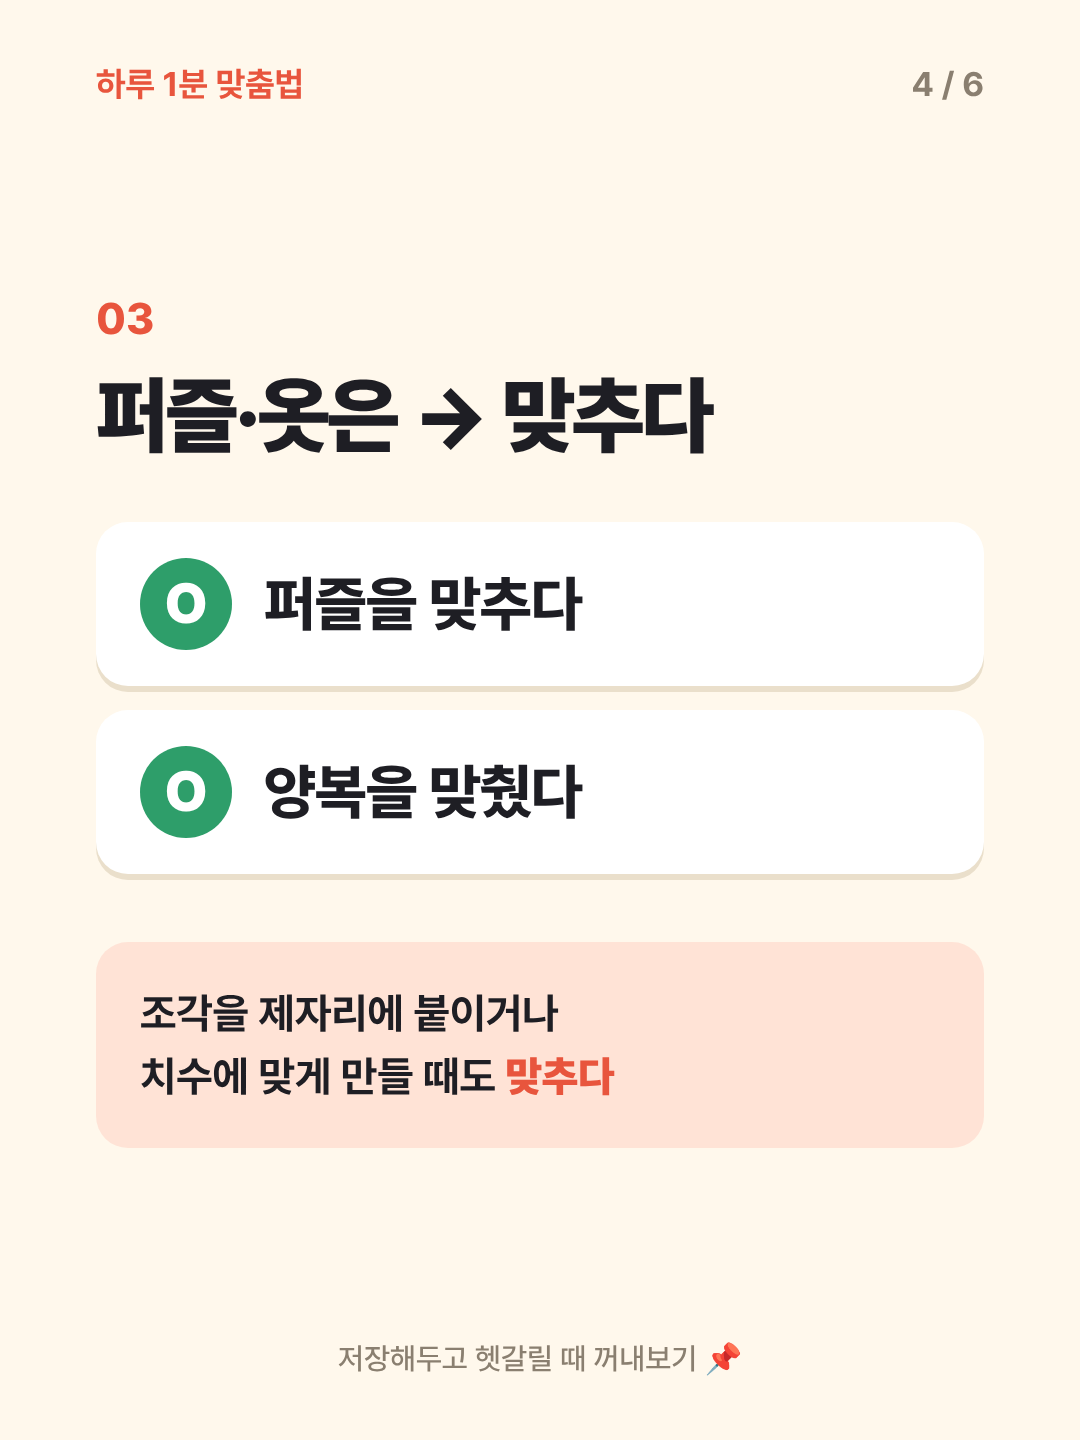 하루 1분 맞춤법
4 / 6
03
퍼즐·옷은 → 맞추다
O 퍼즐을 맞추다
O 양복을 맞췄다
조각을 제자리에 붙이거나
치수에 맞게 만들 때도 맞추다
저장해두고 헷갈릴 때 꺼내보기 📌